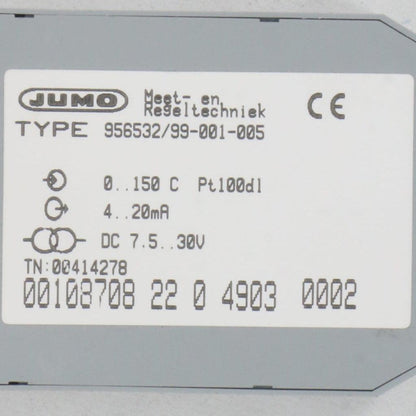 JUMO Meet- en
Regeltechniek
CE
TYPE 956532/99-001-005
0..150 C Pt100dl
4..20mA
DC 7.5..30V
TN:00414278
00108708 22 0 4903 0002